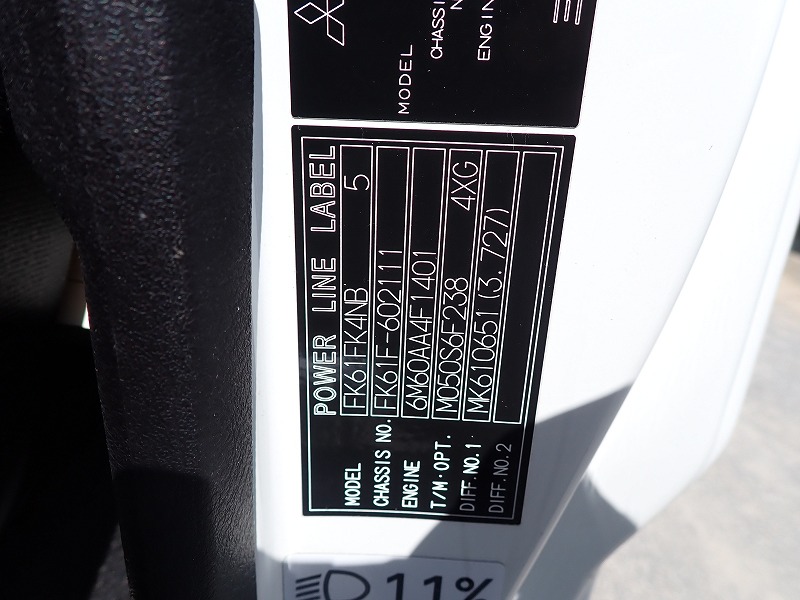 MODEL
CHASSI
N
ENGIN
POWER LINE LABEL
MODEL FK61FK4NB 5
CHASSIS NO. FK61F-602111
ENGINE 6M60AA4F1401
T/M·OPT. M050S6F238 4XG
DIFF.NO.1 MK610651(3.727)
DIFF.NO.2
11%